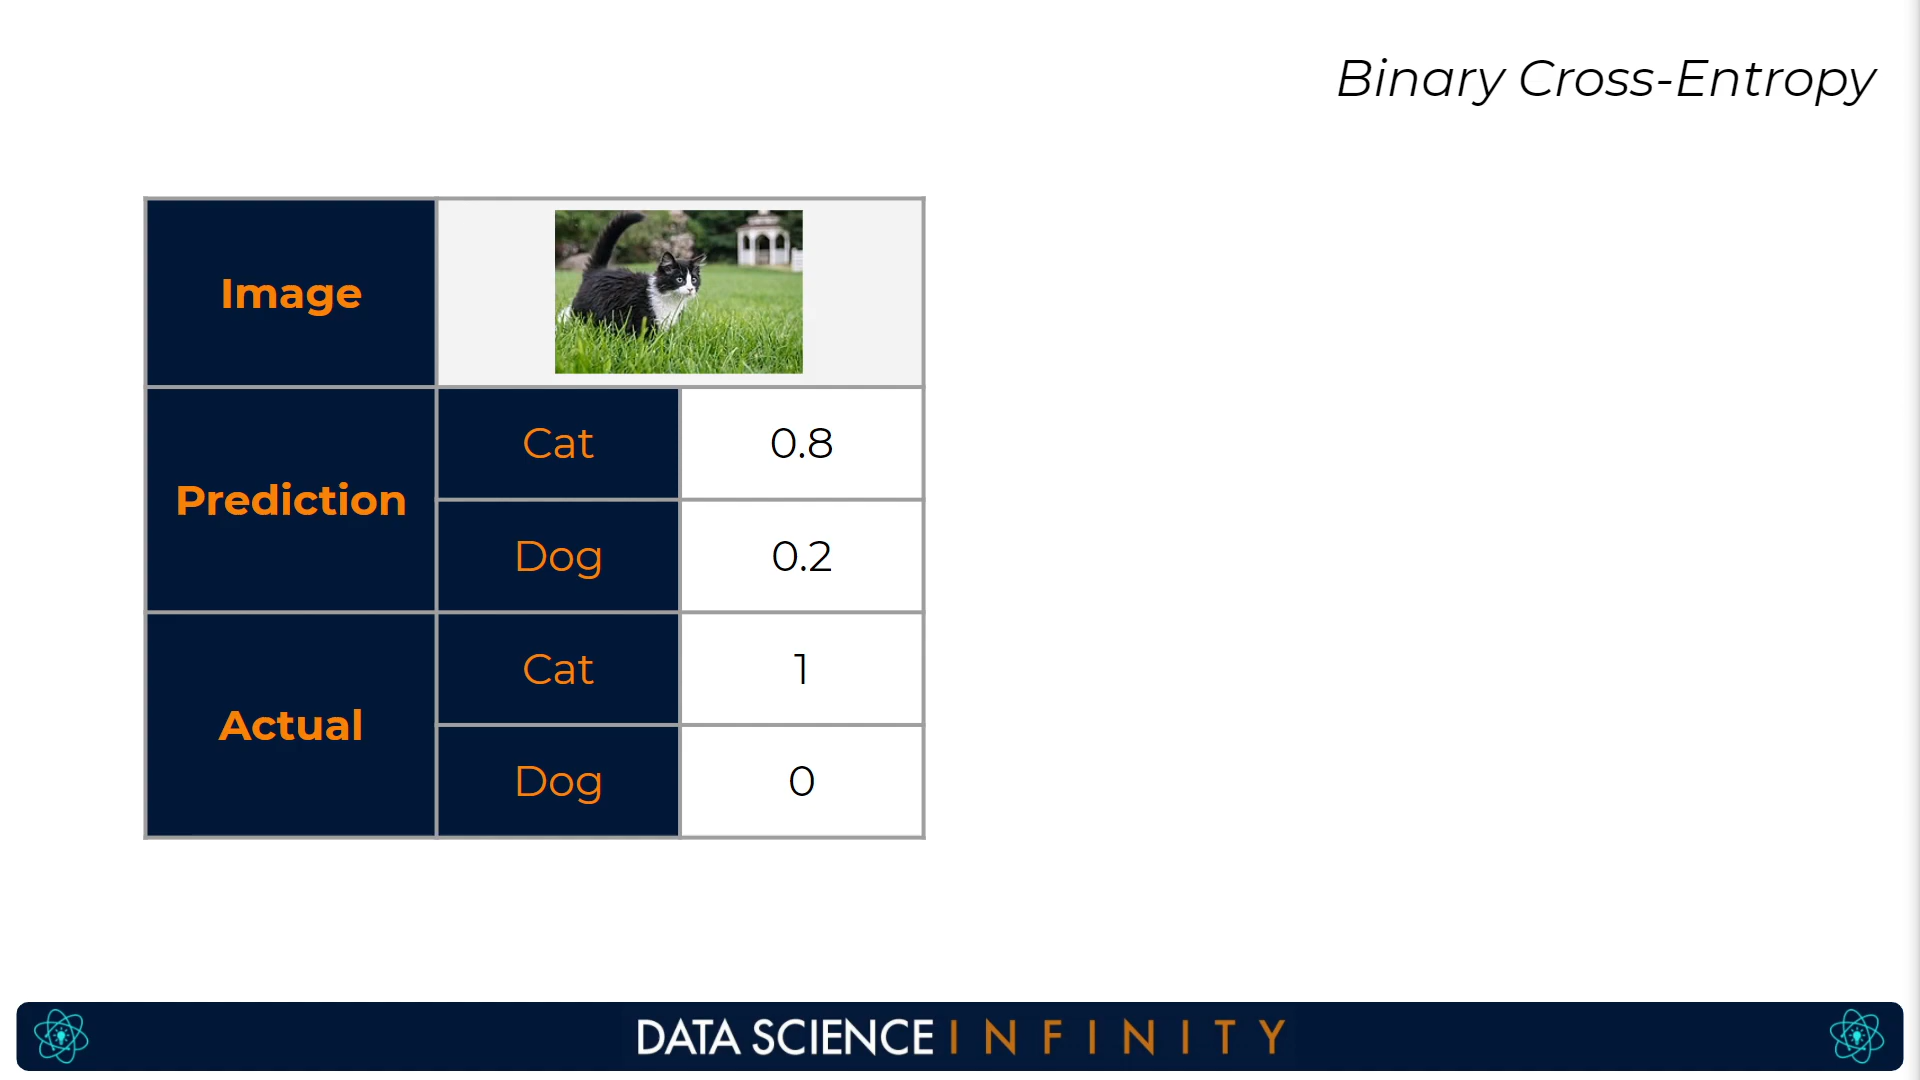 Binary Cross-Entropy
Image
Prediction
Cat 0.8
Dog 0.2
Actual
Cat 1
Dog 0
DATA SCIENCE INFINITY